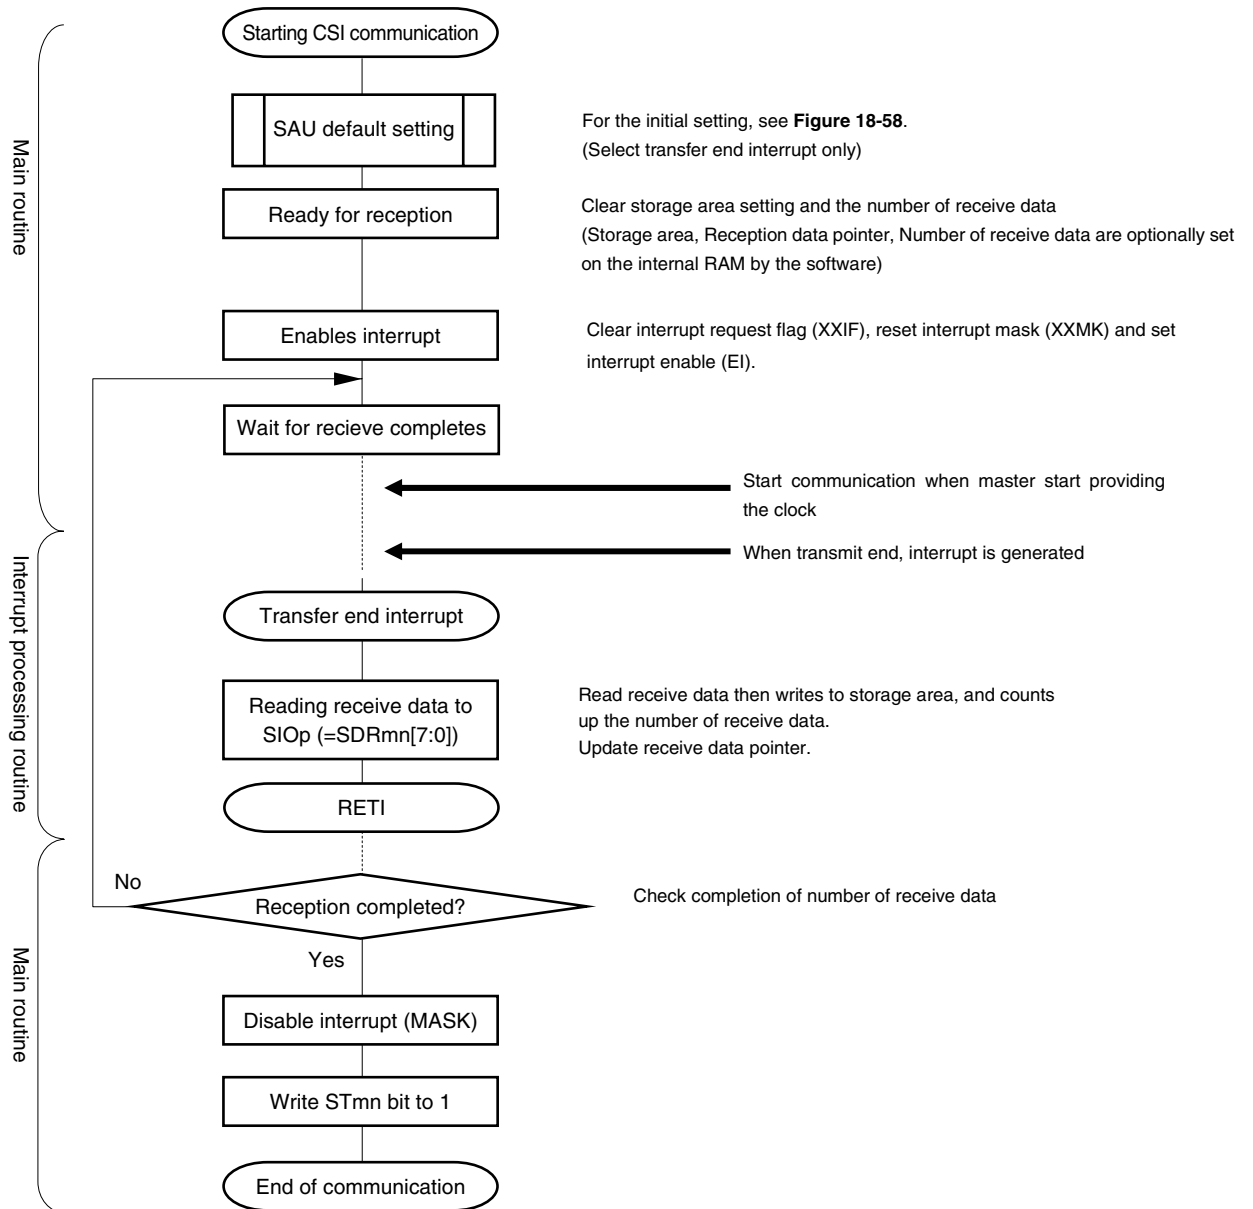 Starting CSI communication
SAU default setting
For the initial setting, see Figure 18-58.
(Select transfer end interrupt only)
Main routine
Ready for reception
Clear storage area setting and the number of receive data
(Storage area, Reception data pointer, Number of receive data are optionally set
on the internal RAM by the software)
Enables interrupt
Clear interrupt request flag (XXIF), reset interrupt mask (XXMK) and set
interrupt enable (EI).
Wait for recieve completes
Start communication when master start providing
the clock
When transmit end, interrupt is generated
Interrupt processing routine
Transfer end interrupt
Reading receive data to
SIOp (=SDRmn[7:0])
Read receive data then writes to storage area, and counts
up the number of receive data.
Update receive data pointer.
RETI
No
Reception completed?
Check completion of number of receive data
Yes
Main routine
Disable interrupt (MASK)
Write STmn bit to 1
End of communication